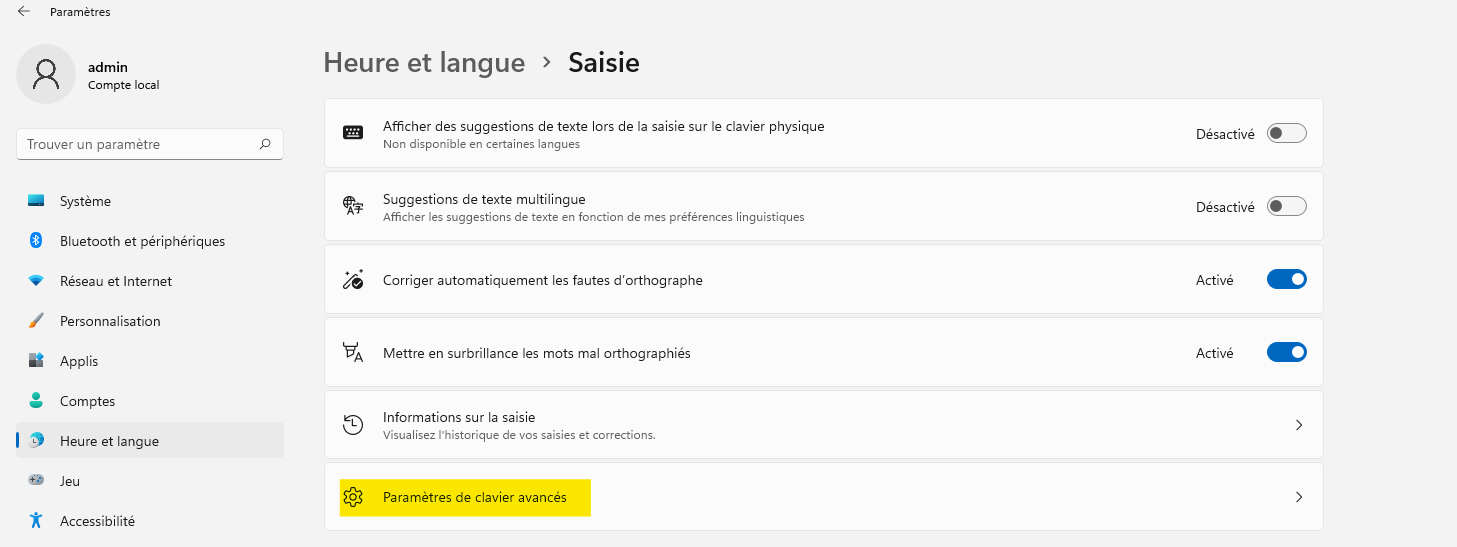 Paramètres
admin
Compte local
Trouver un paramètre
Système
Bluetooth et périphériques
Réseau et Internet
Personnalisation
Applis
Comptes
Heure et langue
Jeu
Accessibilité
Heure et langue > Saisie
Afficher des suggestions de texte lors de la saisie sur le clavier physique
Non disponible en certaines langues
Désactivé
Suggestions de texte multilingue
Afficher les suggestions de texte en fonction de mes préférences linguistiques
Désactivé
Corriger automatiquement les fautes d’orthographe
Activé
Mettre en surbrillance les mots mal orthographiés
Activé
Informations sur la saisie
Visualisez l'historique de vos saisies et corrections.
Paramètres de clavier avancés